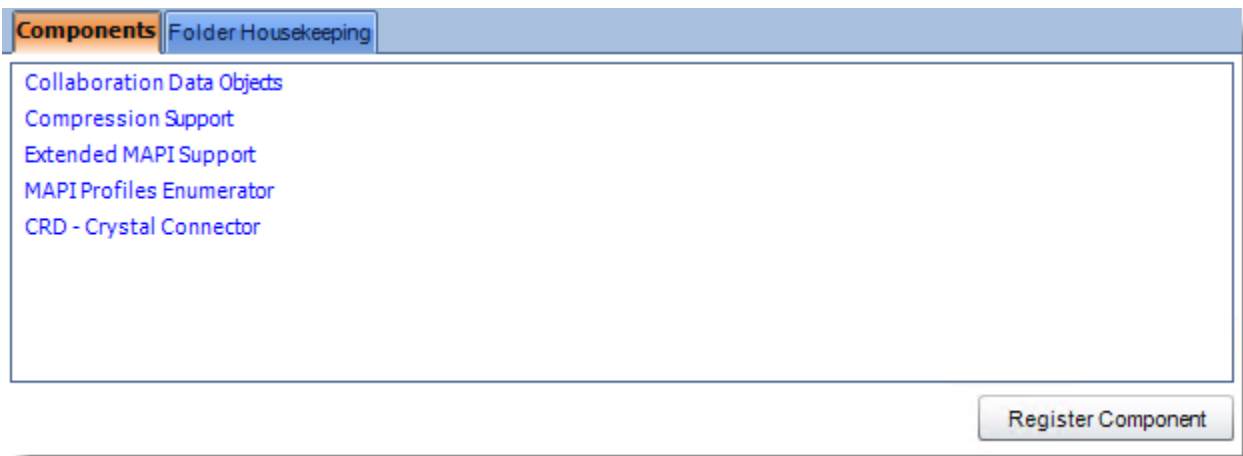 Components Folder Housekeeping
Collaboration Data Objects
Compression Support
Extended MAPI Support
MAPI Profiles Enumerator
CRD - Crystal Connector
Register Component